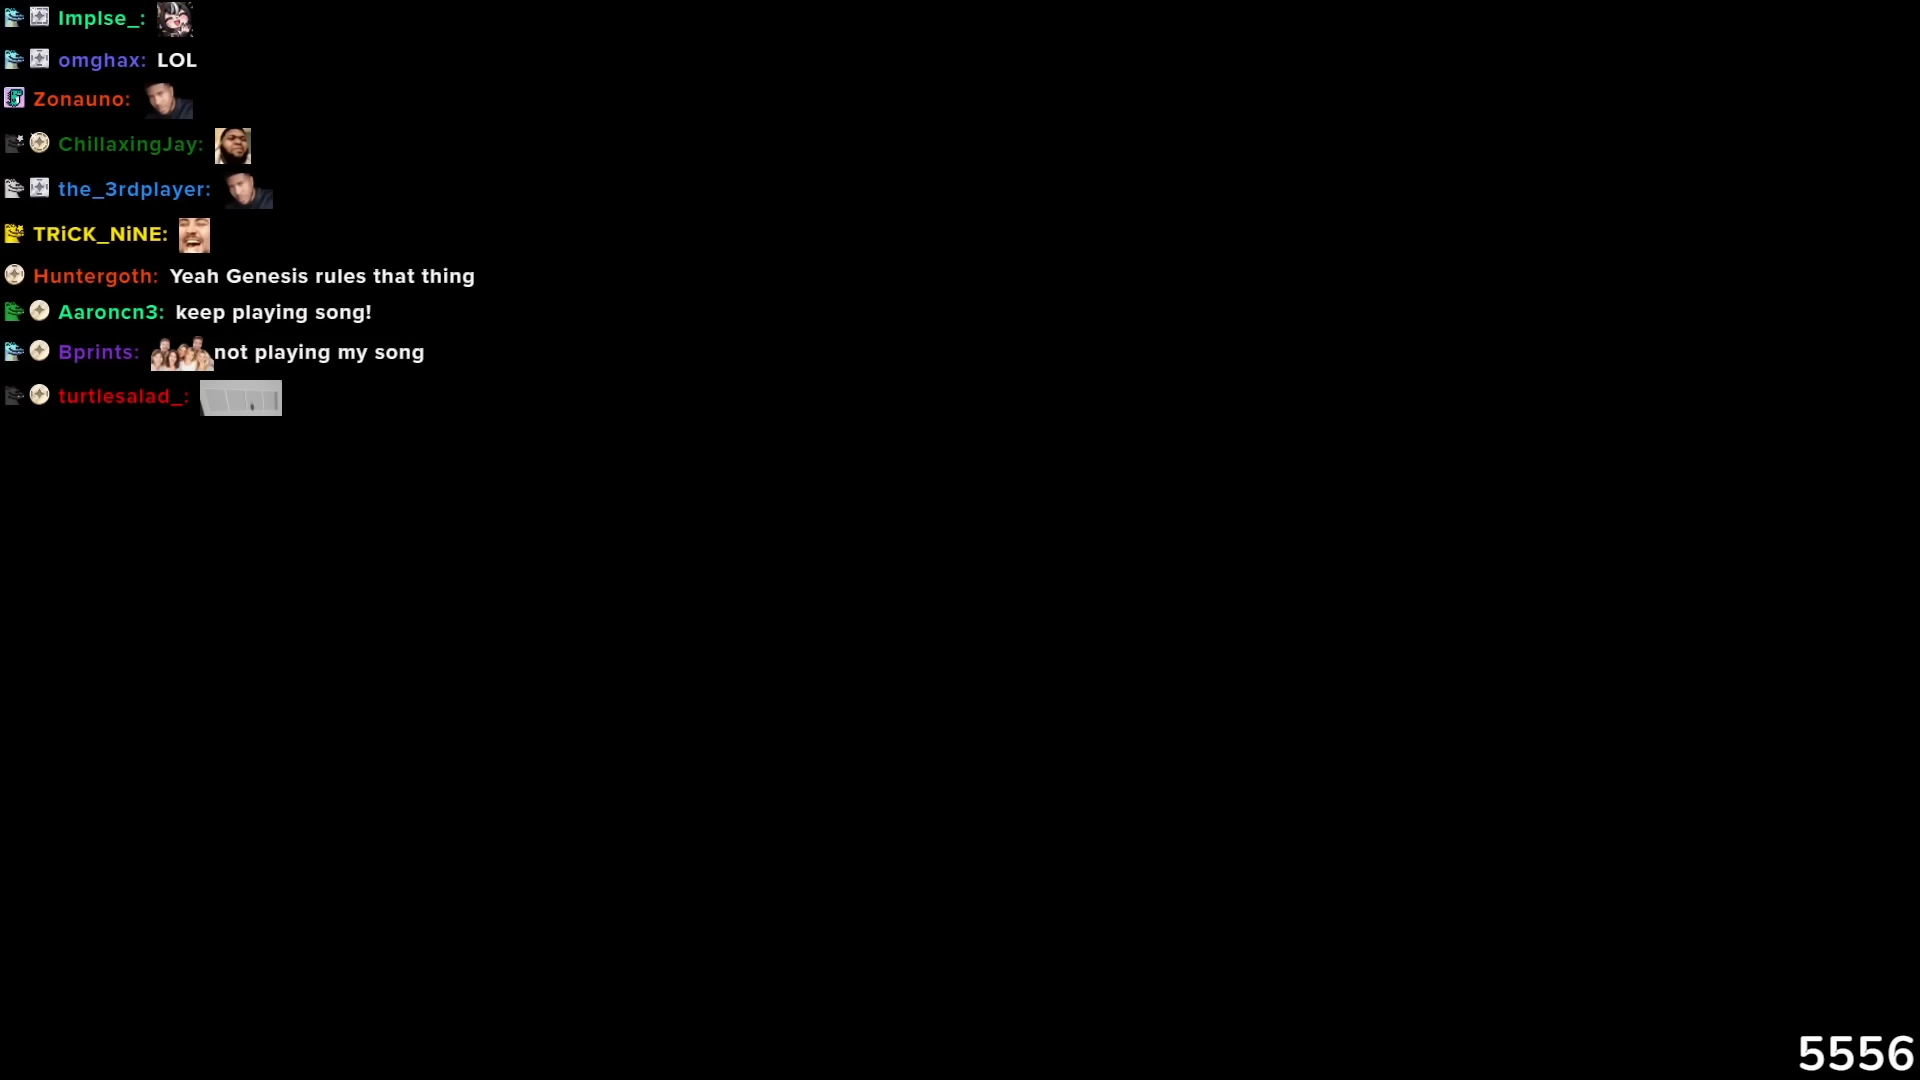 Implse_:
omghax: LOL
Zonauno:
ChillaxingJay:
the_3rdplayer:
TRiCK_NiNE:
Huntergoth: Yeah Genesis rules that thing
Aaroncn3: keep playing song!
Bprints: not playing my song
turtlesalad_:
5556